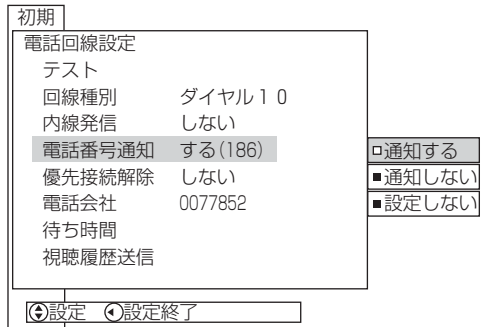 初期
電話回線設定
テスト
回線種別 ダイヤル10
内線発信 しない
電話番号通知 する(186)
□通知する
優先接続解除 しない
■通知しない
電話会社 0077852
■設定しない
待ち時間
視聴履歴送信
設定 設定終了